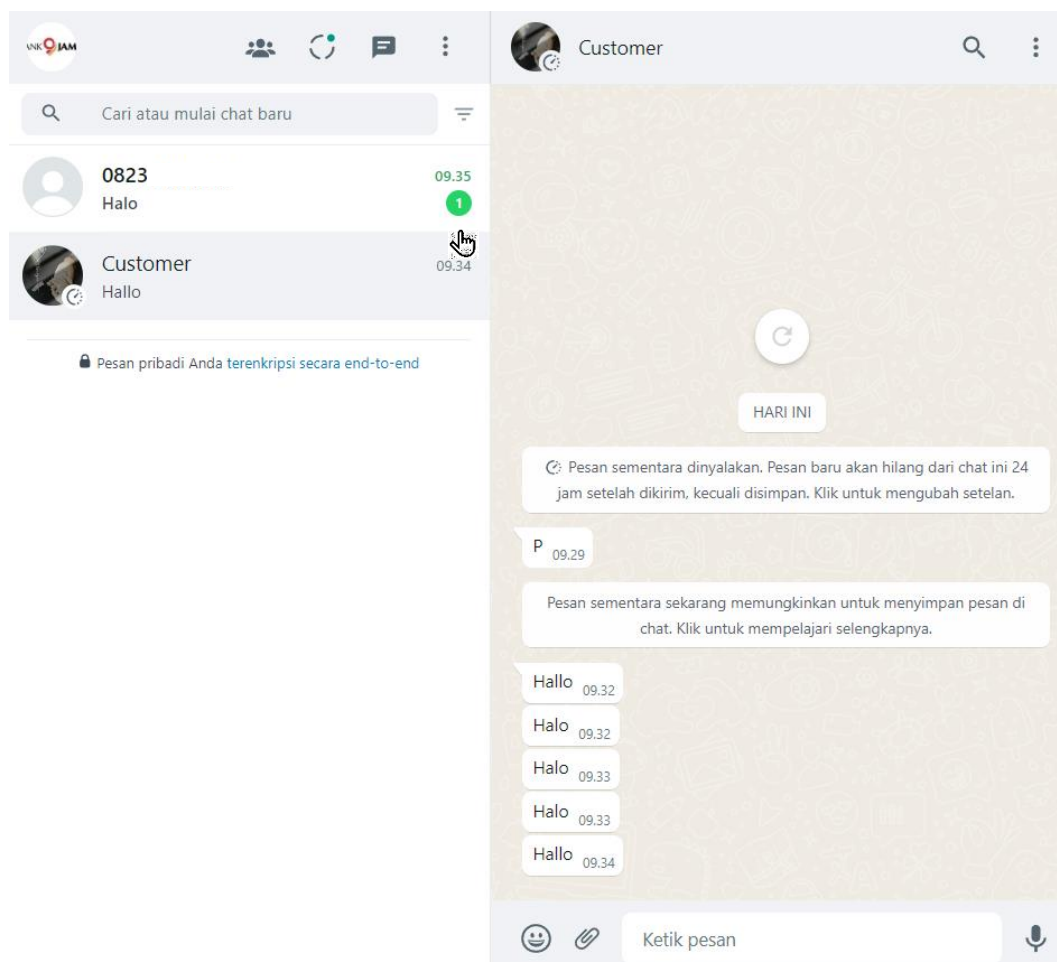 NK 9 JAM
Cari atau mulai chat baru
0823
09.35
Halo
1
Customer
09.34
Hallo
Pesan pribadi Anda terenkripsi secara end-to-end
Customer
HARI INI
Pesan sementara dinyalakan. Pesan baru akan hilang dari chat ini 24
jam setelah dikirim, kecuali disimpan. Klik untuk mengubah setelan.
P 09.29
Pesan sementara sekarang memungkinkan untuk menyimpan pesan di
chat. Klik untuk mempelajari selengkapnya.
Hallo 09.32
Halo 09.32
Halo 09.33
Halo 09.33
Hallo 09.34
Ketik pesan